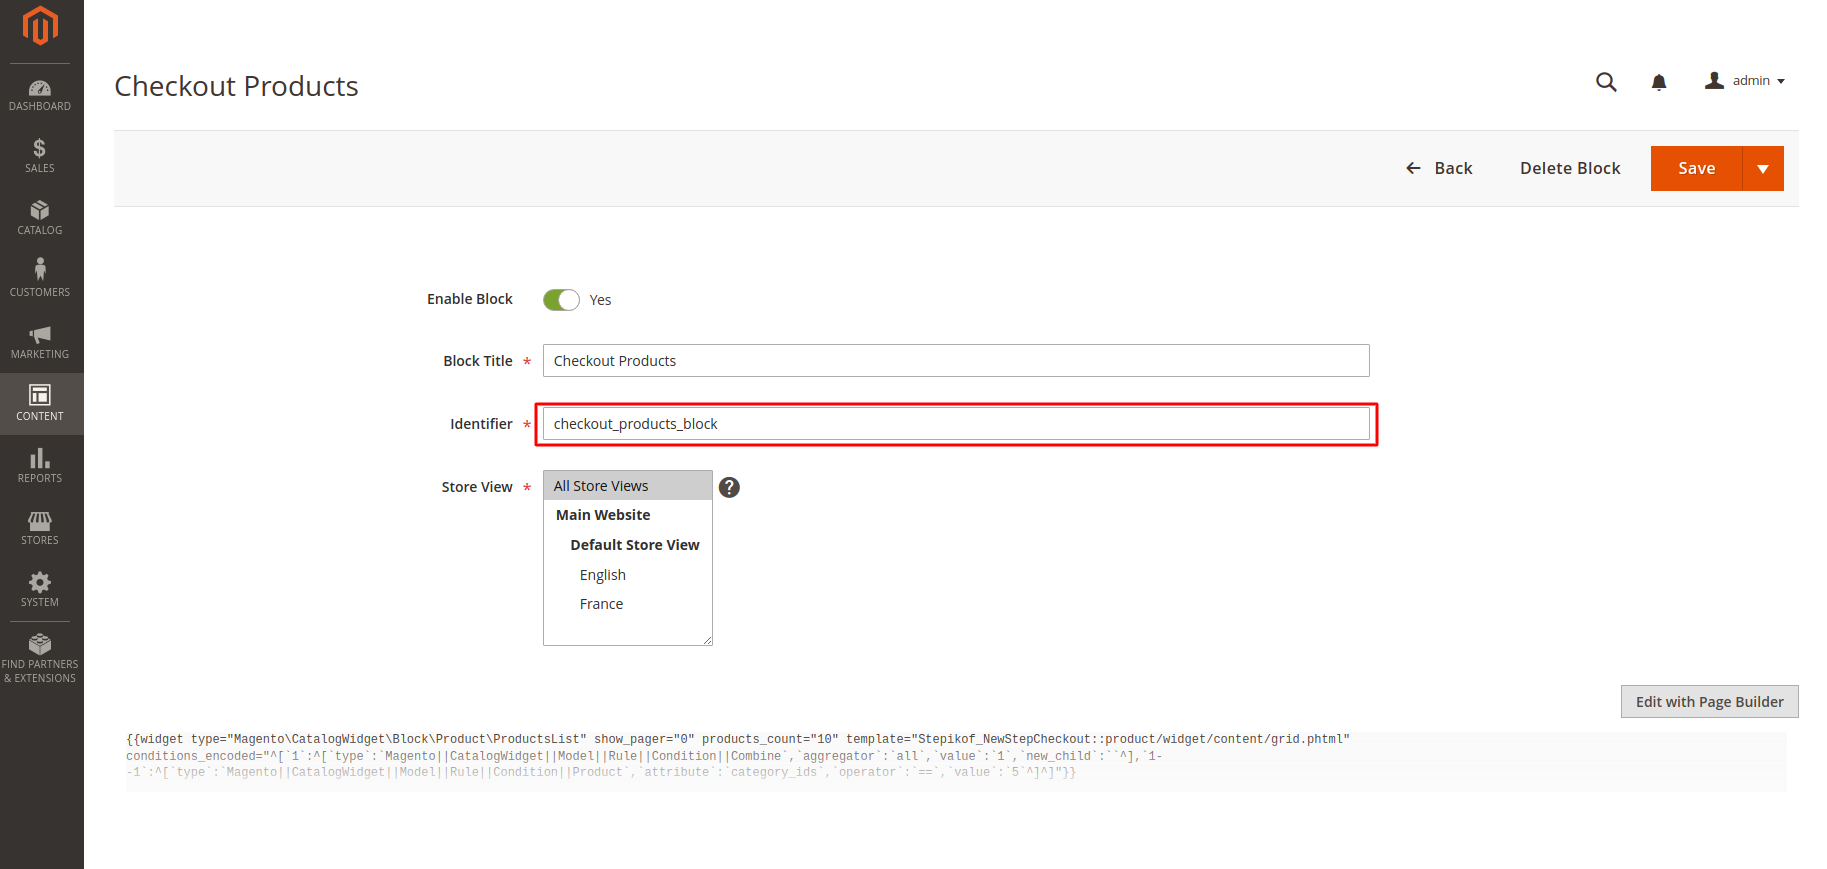 Checkout Products
admin
DASHBOARD
SALES
CATALOG
CUSTOMERS
MARKETING
CONTENT
REPORTS
STORES
SYSTEM
FIND PARTNERS
& EXTENSIONS
Back
Delete Block
Save
Enable Block
Yes
Block Title *
Checkout Products
Identifier *
checkout_products_block
Store View *
All Store Views
Main Website
Default Store View
English
France
?
Edit with Page Builder
{{widget type="Magento\CatalogWidget\Block\Product\ProductsList" show_pager="0" products_count="10" template="Stepikof_NewStepCheckout::product/widget/content/grid.phtml"
conditions_encoded="^[`1`:^[`type`:`Magento||CatalogWidget||Model||Rule||Condition||Combine`,`aggregator`:`all`,`value`:`1`,`new_child`:``^],`1-
-1`:^[`type`:`Magento||CatalogWidget||Model||Rule||Condition||Product`,`attribute`:`category_ids`,`operator`:`==`,`value`:`5`^]^]"}}